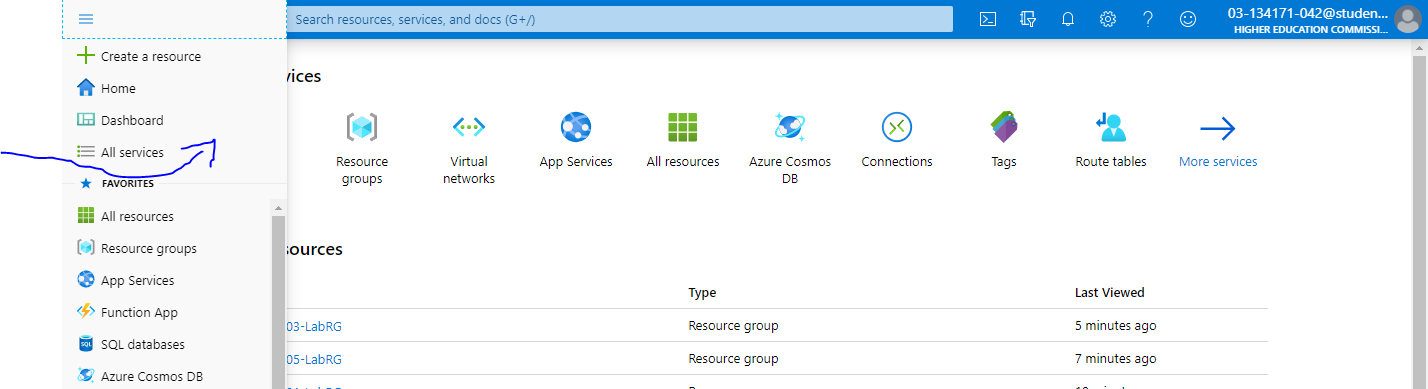 Search resources, services, and docs (G+/)
03-134171-042@studen...
HIGHER EDUCATION COMMISSI...
Create a resource
Home
Dashboard
All services
FAVORITES
All resources
Resource groups
App Services
Function App
SQL databases
Azure Cosmos DB
vices
Resource
groups
Virtual
networks
App Services
All resources
Azure Cosmos
DB
Connections
Tags
Route tables
More services
sources
Type
Last Viewed
03-LabRG
Resource group
5 minutes ago
05-LabRG
Resource group
7 minutes ago